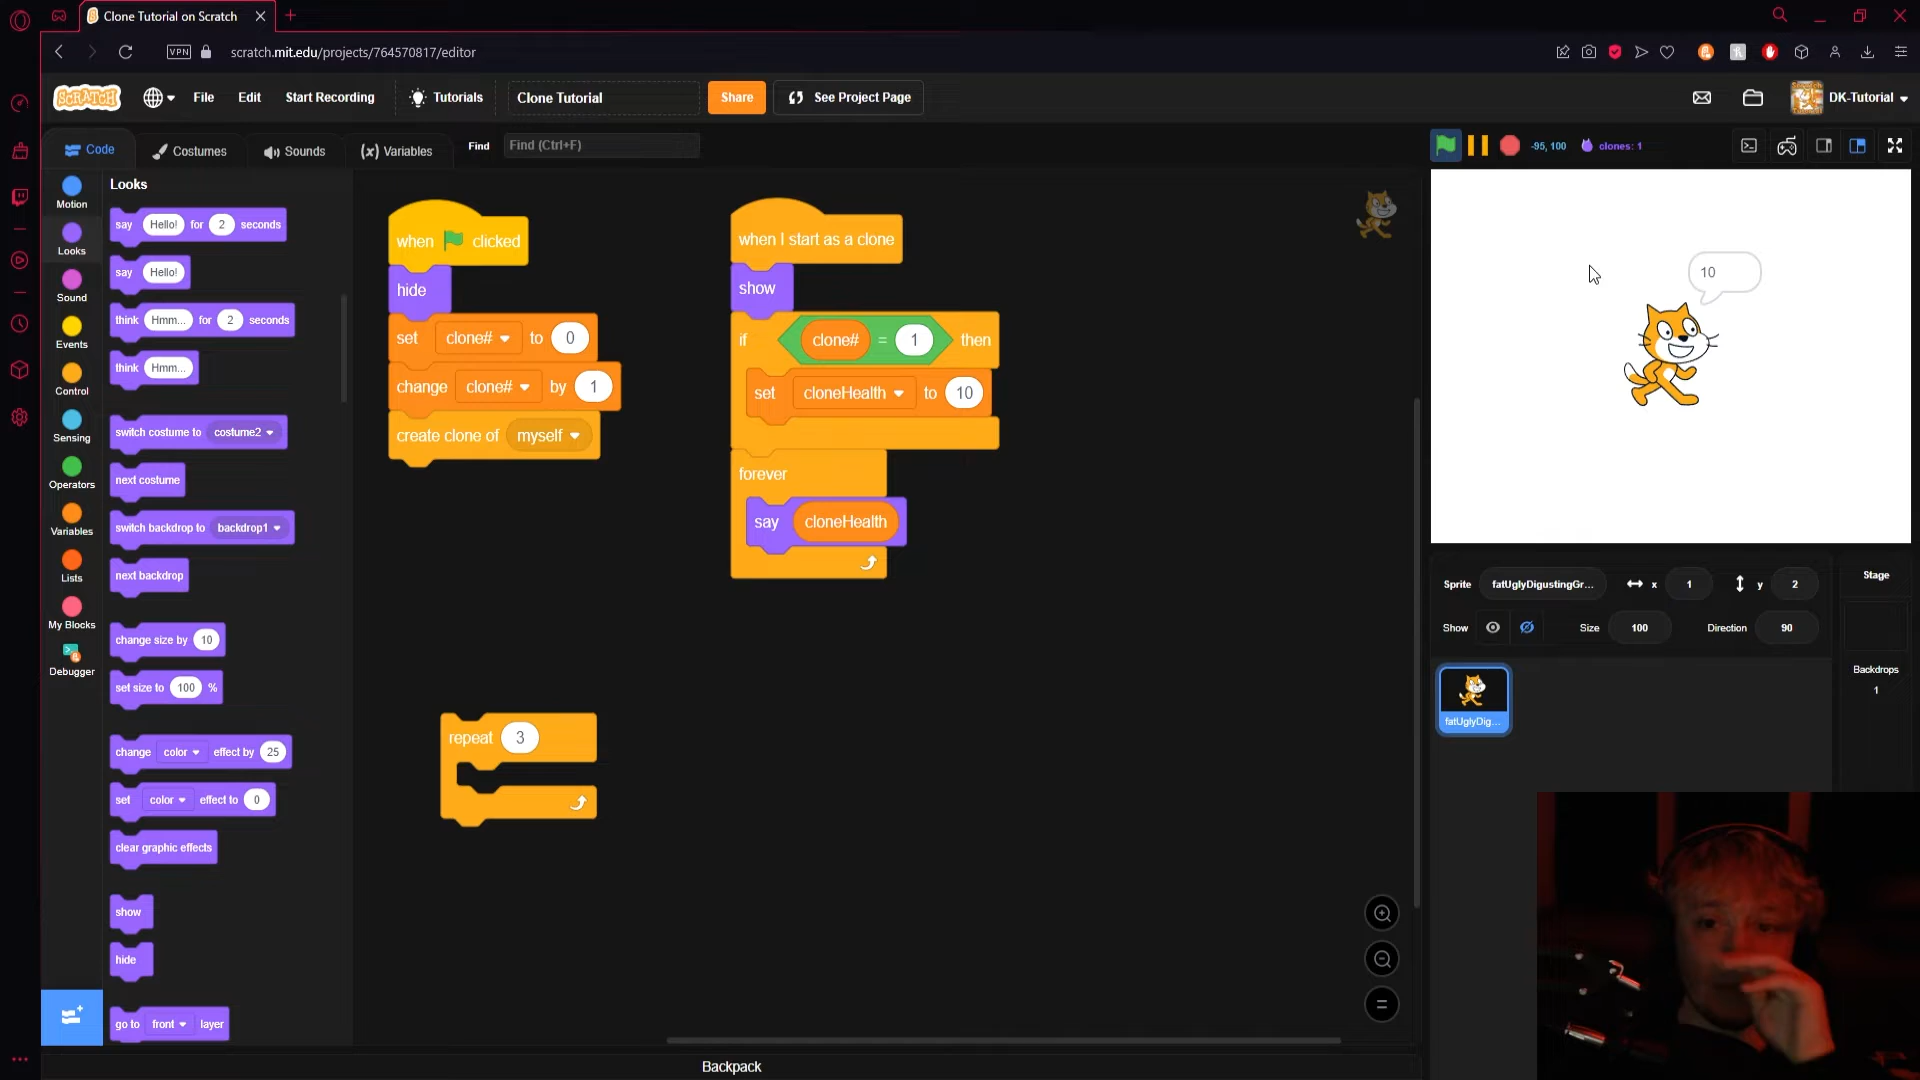 Clone Tutorial on Scratch
VPN
scratch.mit.edu/projects/764570817/editor
SCRATCH
File
Edit
Start Recording
Tutorials
Clone Tutorial
Share
See Project Page
DK-Tutorial
Code
Costumes
Sounds
(x) Variables
Find
Find (Ctrl+F)
-95, 100
clones: 1
Motion
Looks
Sound
Events
Control
Sensing
Operators
Variables
Lists
My Blocks
Debugger
Looks
say Hello! for 2 seconds
say Hello!
think Hmm... for 2 seconds
think Hmm...
switch costume to costume2
next costume
switch backdrop to backdrop1
next backdrop
change size by 10
set size to 100 %
change color effect by 25
set color effect to 0
clear graphic effects
show
hide
go to front layer
when clicked
hide
set clone# to 0
change clone# by 1
create clone of myself
repeat 3
when I start as a clone
show
if clone# = 1 then
set cloneHealth to 10
forever
say cloneHealth
10
Sprite
fatUglyDigustingGr...
x 1
y 2
Show
Size 100
Direction 90
fatUglyDig...
Stage
Backdrops
1
Backpack